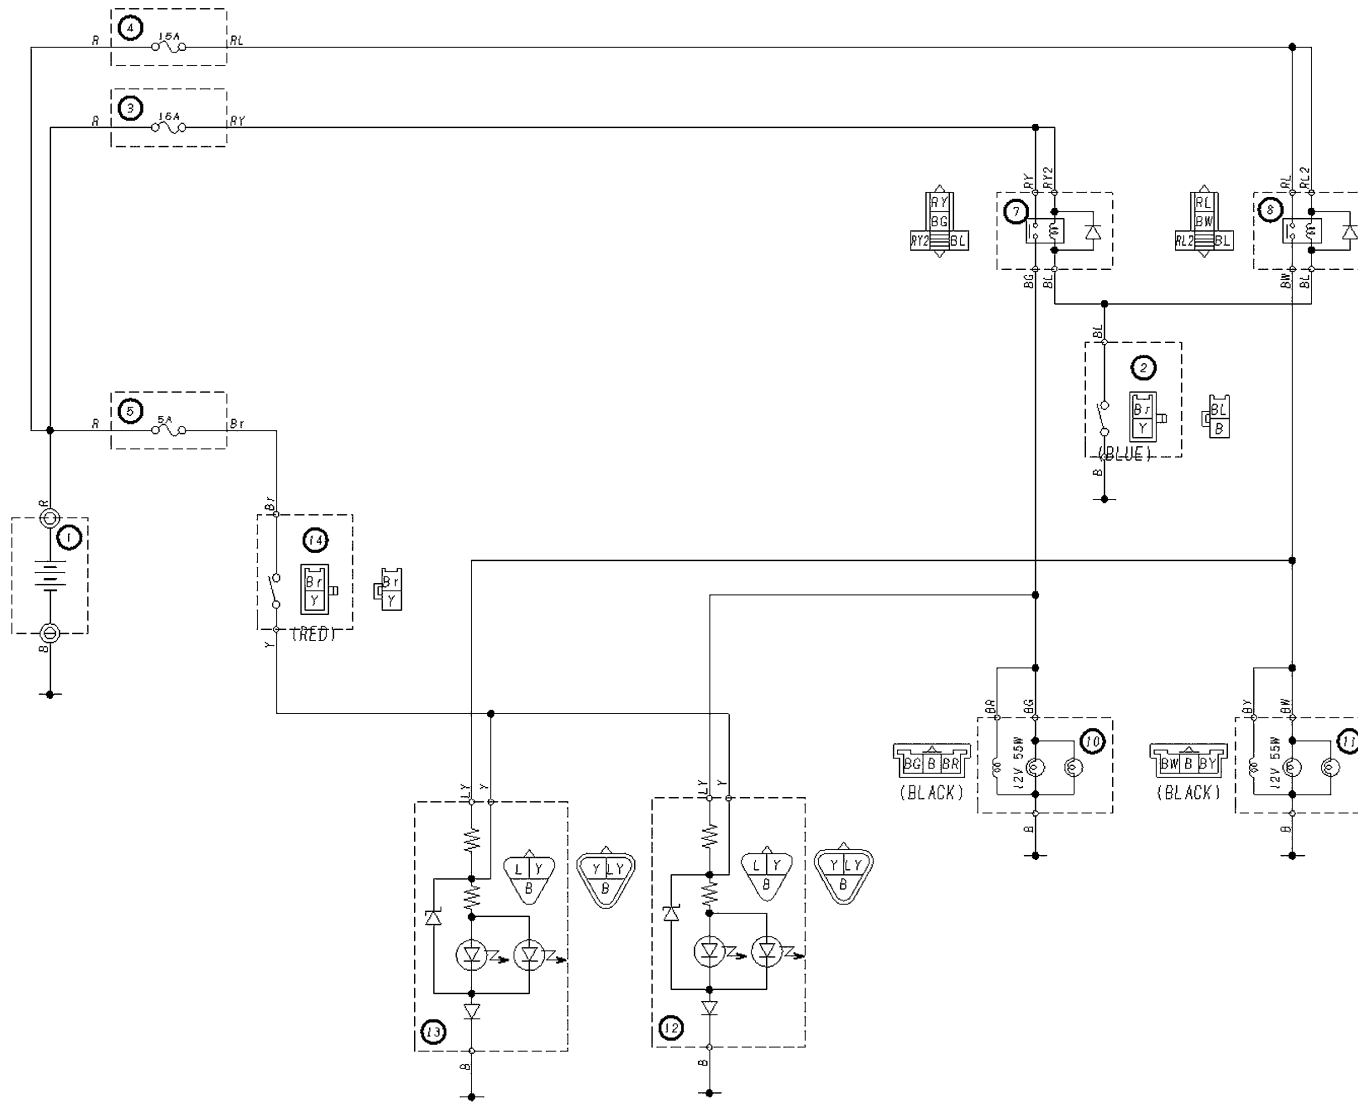 4
15A
R
RL
3
15A
R
RY
RY
RY2
RL
RL2
7
RY
BG
RY2
BL
8
RL
BW
RL2
BL
BG
BL
BW
BL
BL
2
Br
Y
BL
B
(BLUE)
B
5
5A
R
Br
R
1
B
Br
14
Br
Y
Br
Y
(RED)
Y
BR
BG
BY
BW
10
12V 55W
BG B BR
(BLACK)
B
11
12V 55W
BW B BY
(BLACK)
B
LY
Y
LY
Y
L Y
B
Y LY
B
L Y
B
Y LY
B
13
12
B
B